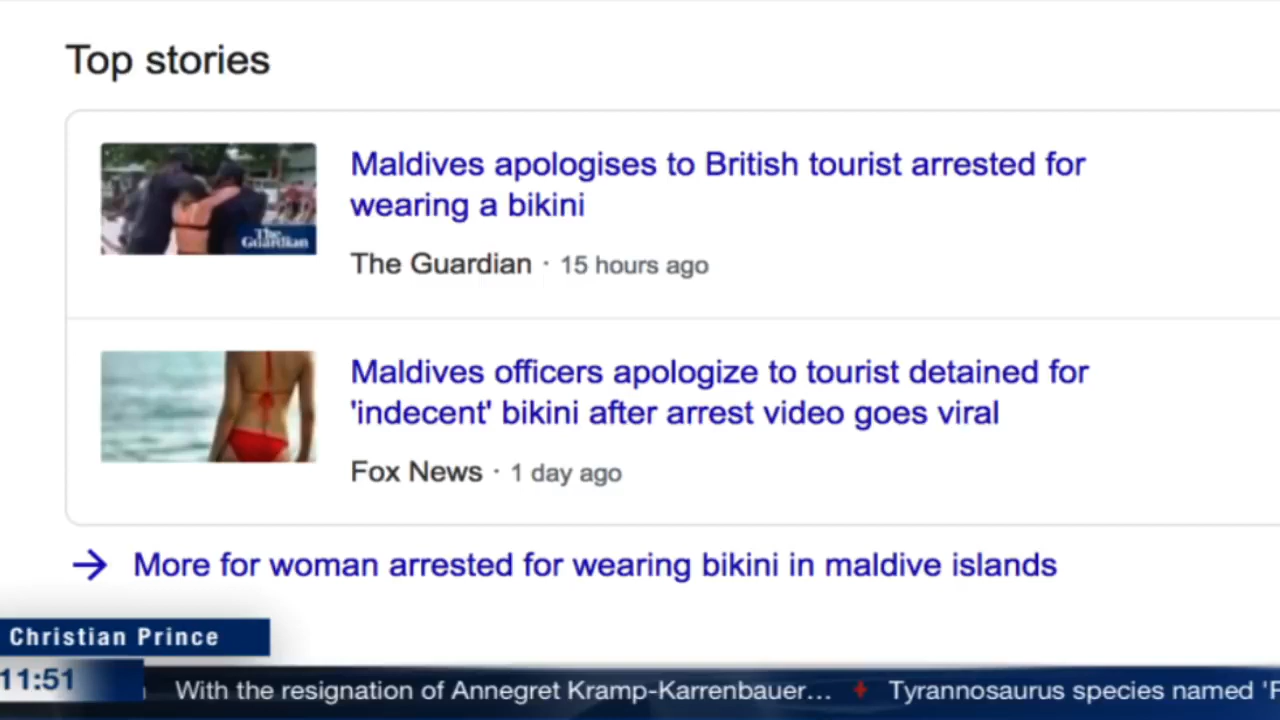 Top stories
Maldives apologises to British tourist arrested for
wearing a bikini
The Guardian
The Guardian · 15 hours ago
Maldives officers apologize to tourist detained for
'indecent' bikini after arrest video goes viral
Fox News · 1 day ago
→ More for woman arrested for wearing bikini in maldive islands
Christian Prince
11:51
With the resignation of Annegret Kramp-Karrenbauer... Tyrannosaurus species named